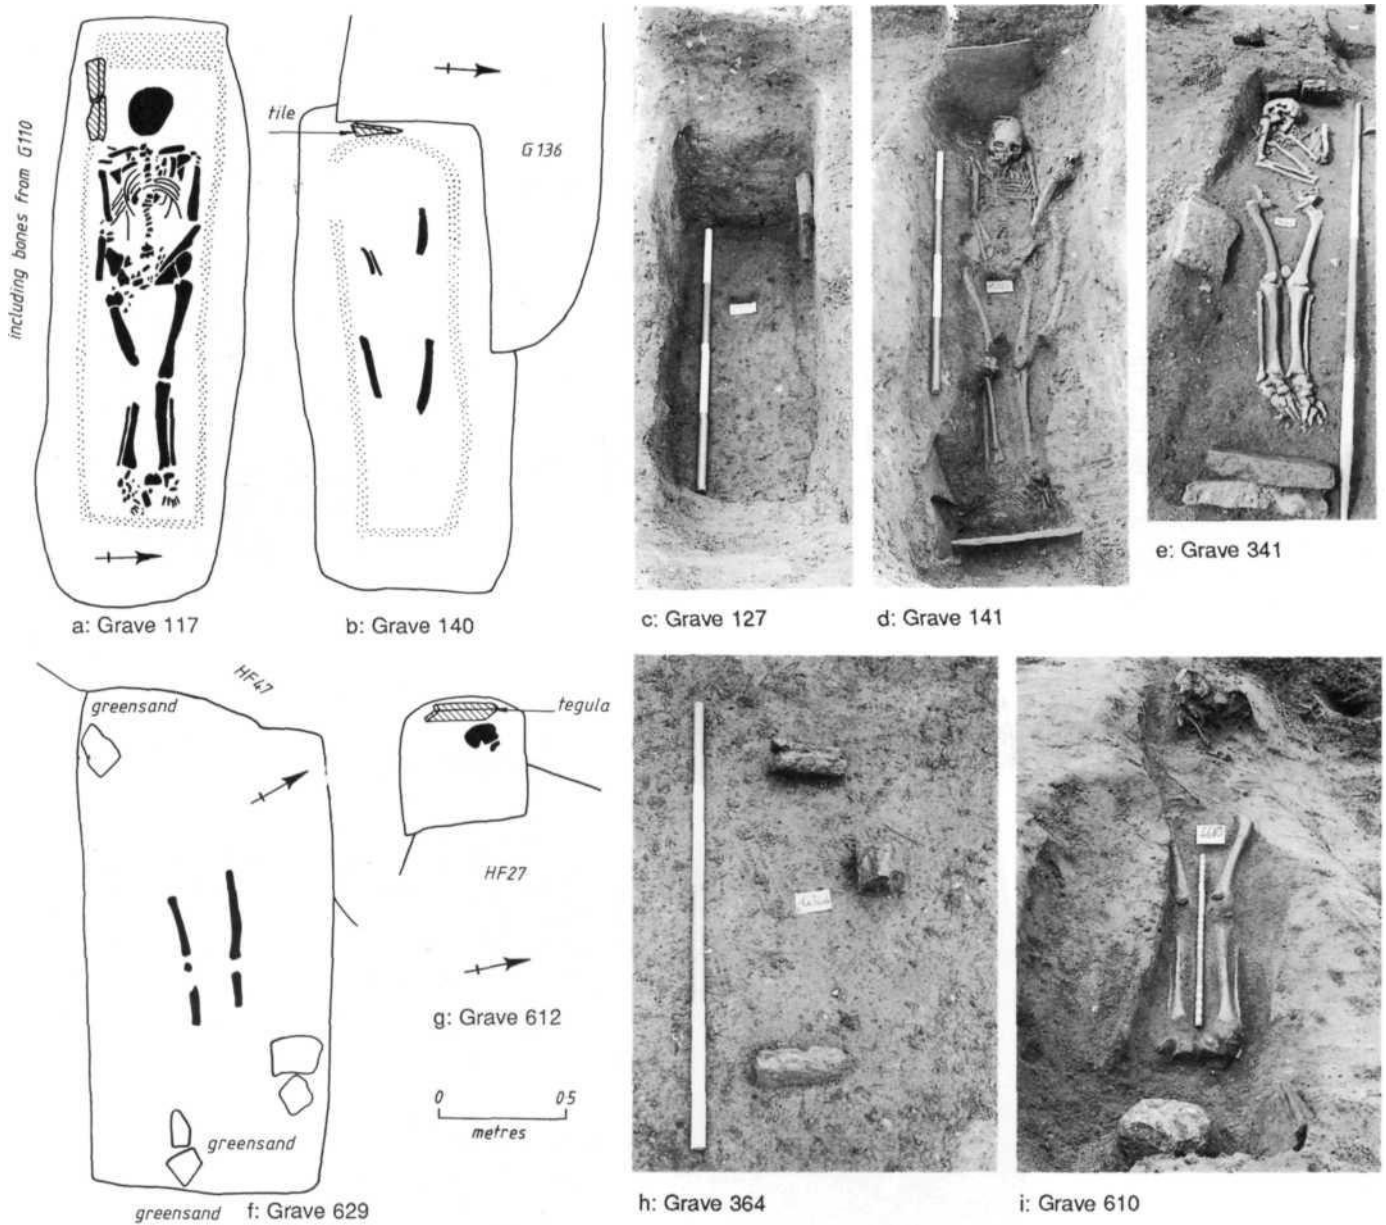 including bones from G110
tile
G 136
a: Grave 117
b: Grave 140
c: Grave 127
d: Grave 141
e: Grave 341
HF47
greensand
tegula
HF27
g: Grave 612
0 0·5
metres
greensand
greensand
f: Grave 629
h: Grave 364
i: Grave 610